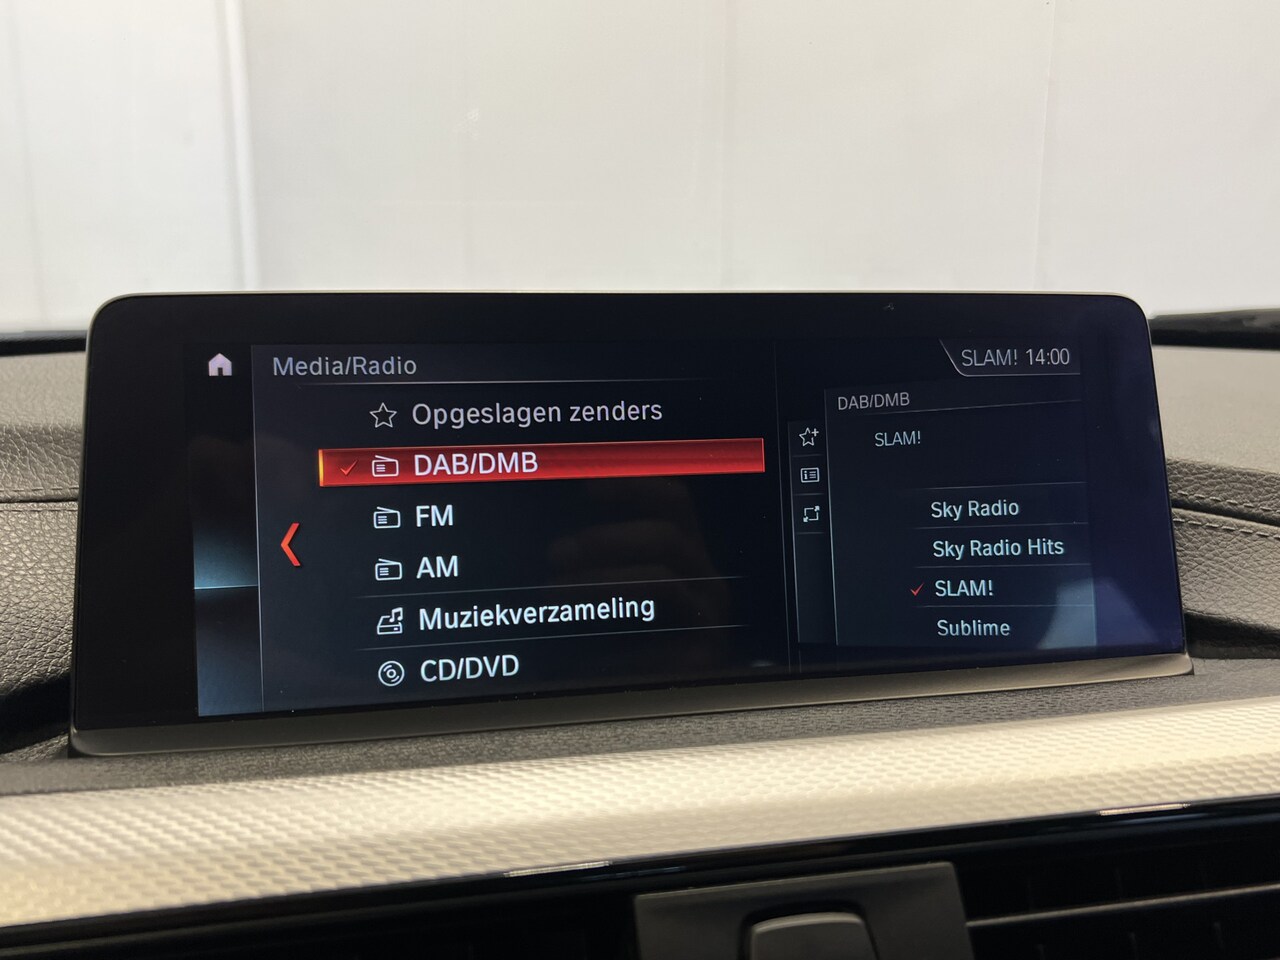 Media/Radio
SLAM! 14:00
Opgeslagen zenders
DAB/DMB
FM
AM
Muziekverzameling
CD/DVD
DAB/DMB
SLAM!
Sky Radio
Sky Radio Hits
SLAM!
Sublime